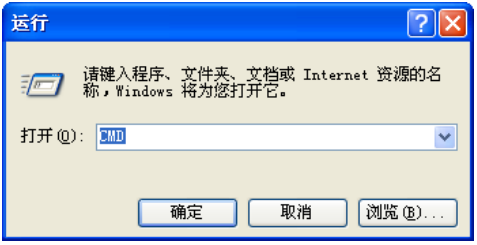 运行
请键入程序、文件夹、文档或 Internet 资源的名
称，Windows 将为您打开它。
打开(O): CMD
确定 取消 浏览(B)...